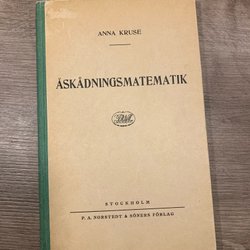 ANNA KRUSE
ÅSKÅDNINGSMATEMATIK
STOCKHOLM
P. A. NORSTEDT & SÖNERS FÖRLAG